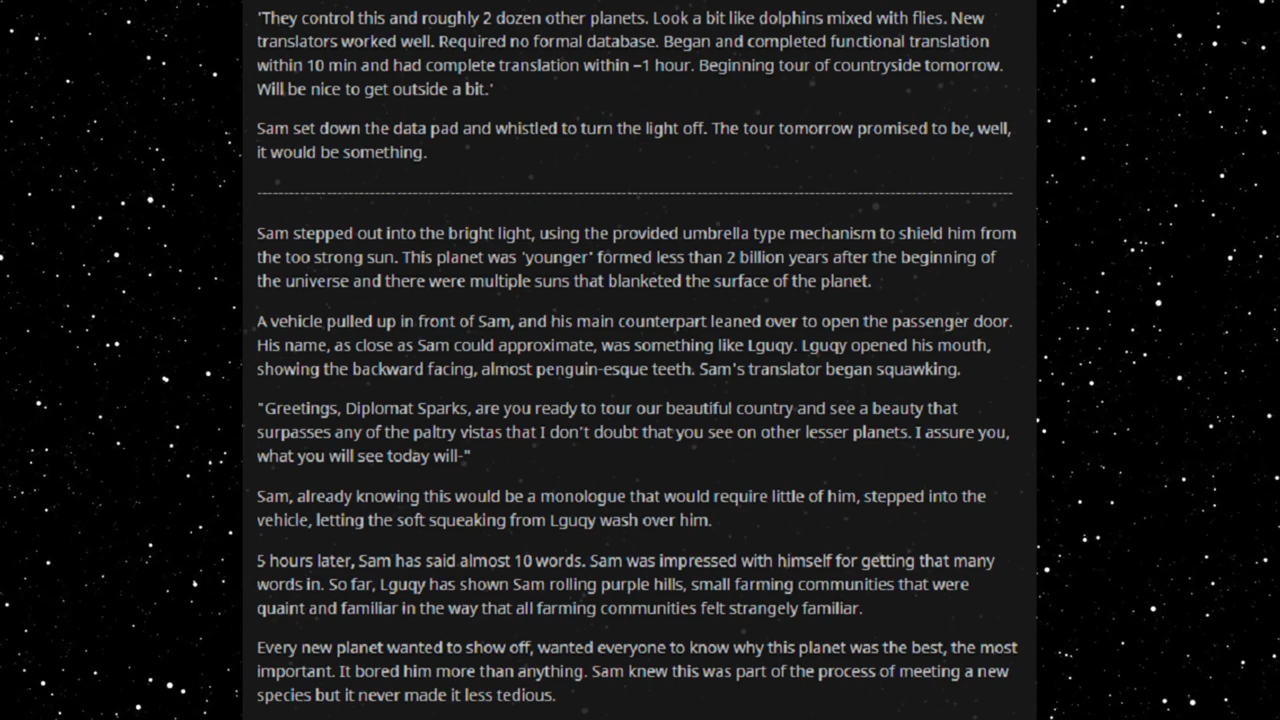 'They control this and roughly 2 dozen other planets. Look a bit like dolphins mixed with flies. New
translators worked well. Required no formal database. Began and completed functional translation
within 10 min and had complete translation within ~1 hour. Beginning tour of countryside tomorrow.
Will be nice to get outside a bit.'
Sam set down the data pad and whistled to turn the light off. The tour tomorrow promised to be, well,
it would be something.
Sam stepped out into the bright light, using the provided umbrella type mechanism to shield him from
the too strong sun. This planet was 'younger' formed less than 2 billion years after the beginning of
the universe and there were multiple suns that blanketed the surface of the planet.
A vehicle pulled up in front of Sam, and his main counterpart leaned over to open the passenger door.
His name, as close as Sam could approximate, was something like Lguqy. Lguqy opened his mouth,
showing the backward facing, almost penguin-esque teeth. Sam's translator began squawking.
"Greetings, Diplomat Sparks, are you ready to tour our beautiful country and see a beauty that
surpasses any of the paltry vistas that I don't doubt that you see on other lesser planets. I assure you,
what you will see today will-"
Sam, already knowing this would be a monologue that would require little of him, stepped into the
vehicle, letting the soft squeaking from Lguqy wash over him.
5 hours later, Sam has said almost 10 words. Sam was impressed with himself for getting that many
words in. So far, Lguqy has shown Sam rolling purple hills, small farming communities that were
quaint and familiar in the way that all farming communities felt strangely familiar.
Every new planet wanted to show off, wanted everyone to know why this planet was the best, the most
important. It bored him more than anything. Sam knew this was part of the process of meeting a new
species but it never made it less tedious.